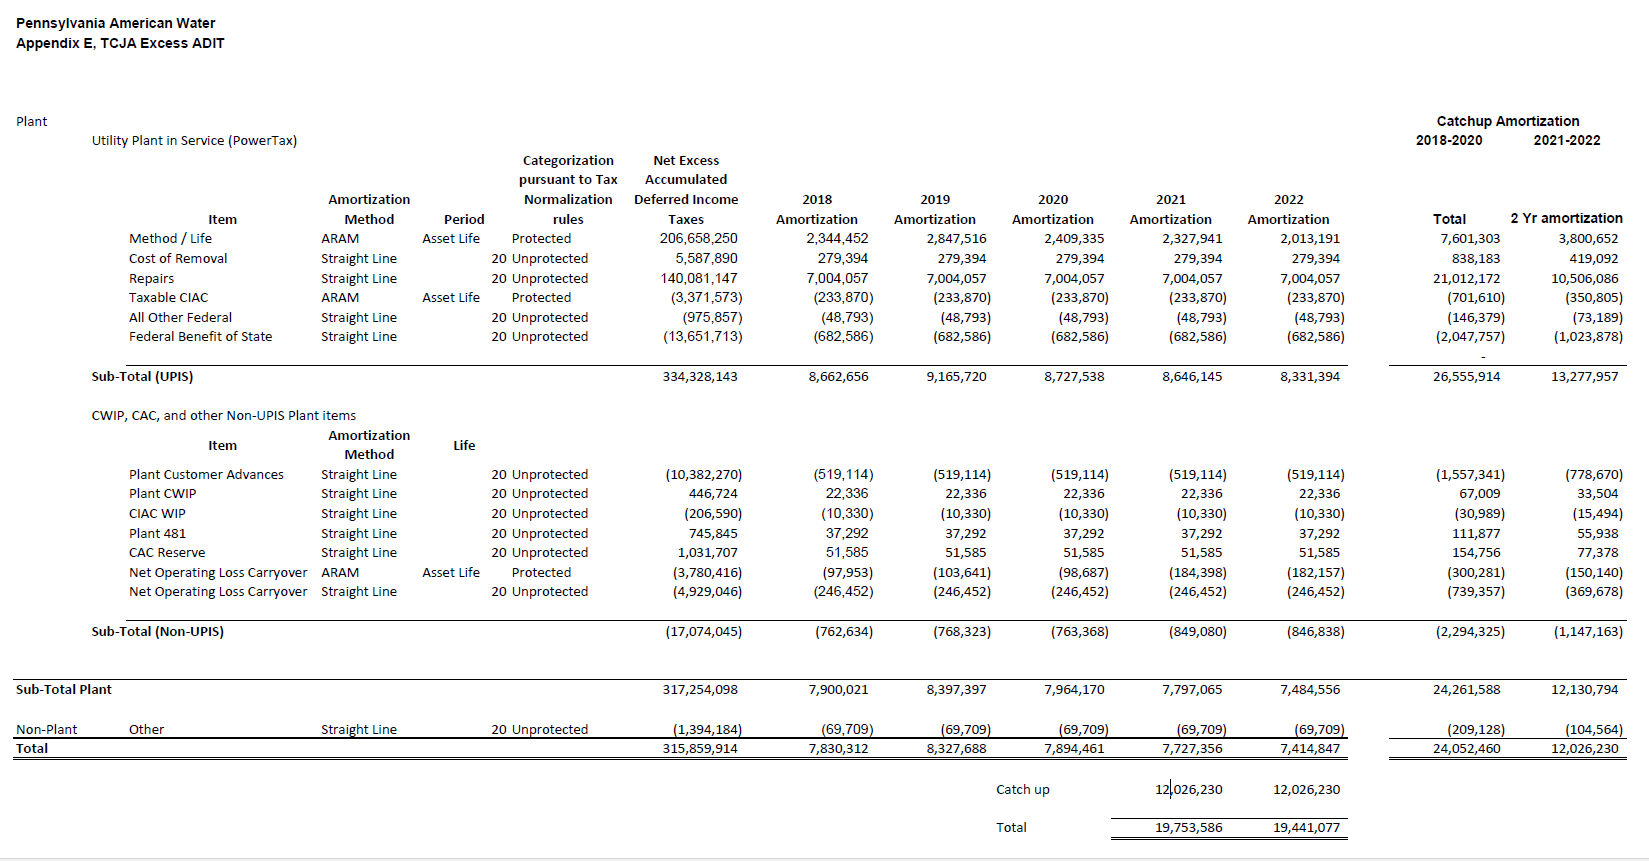 Pennsylvania American Water
Appendix E, TCJA Excess ADIT
Plant Catchup Amortization
Utility Plant in Service (PowerTax) 2018-2020 2021-2022
Categorization Net Excess
pursuant to Tax Accumulated
Amortization Normalization Deferred Income 2018 2019 2020 2021 2022
Item Method Period rules Taxes Amortization Amortization Amortization Amortization Amortization Total 2 Yr amortization
Method / Life ARAM Asset Life Protected 206,658,250 2,344,452 2,847,516 2,409,335 2,327,941 2,013,191 7,601,303 3,800,652
Cost of Removal Straight Line 20 Unprotected 5,587,890 279,394 279,394 279,394 279,394 279,394 838,183 419,092
Repairs Straight Line 20 Unprotected 140,081,147 7,004,057 7,004,057 7,004,057 7,004,057 7,004,057 21,012,172 10,506,086
Taxable CIAC ARAM Asset Life Protected (3,371,573) (233,870) (233,870) (233,870) (233,870) (233,870) (701,610) (350,805)
All Other Federal Straight Line 20 Unprotected (975,857) (48,793) (48,793) (48,793) (48,793) (48,793) (146,379) (73,189)
Federal Benefit of State Straight Line 20 Unprotected (13,651,713) (682,586) (682,586) (682,586) (682,586) (682,586) (2,047,757) (1,023,878)
-
Sub-Total (UPIS) 334,328,143 8,662,656 9,165,720 8,727,538 8,646,145 8,331,394 26,555,914 13,277,957
CWIP, CAC, and other Non-UPIS Plant items
Item Amortization Life
Method
Plant Customer Advances Straight Line 20 Unprotected (10,382,270) (519,114) (519,114) (519,114) (519,114) (519,114) (1,557,341) (778,670)
Plant CWIP Straight Line 20 Unprotected 446,724 22,336 22,336 22,336 22,336 22,336 67,009 33,504
CIAC WIP Straight Line 20 Unprotected (206,590) (10,330) (10,330) (10,330) (10,330) (10,330) (30,989) (15,494)
Plant 481 Straight Line 20 Unprotected 745,845 37,292 37,292 37,292 37,292 37,292 111,877 55,938
CAC Reserve Straight Line 20 Unprotected 1,031,707 51,585 51,585 51,585 51,585 51,585 154,756 77,378
Net Operating Loss Carryover ARAM Asset Life Protected (3,780,416) (97,953) (103,641) (98,687) (184,398) (182,157) (300,281) (150,140)
Net Operating Loss Carryover Straight Line 20 Unprotected (4,929,046) (246,452) (246,452) (246,452) (246,452) (246,452) (739,357) (369,678)
Sub-Total (Non-UPIS) (17,074,045) (762,634) (768,323) (763,368) (849,080) (846,838) (2,294,325) (1,147,163)
Sub-Total Plant 317,254,098 7,900,021 8,397,397 7,964,170 7,797,065 7,484,556 24,261,588 12,130,794
Non-Plant Other Straight Line 20 Unprotected (1,394,184) (69,709) (69,709) (69,709) (69,709) (69,709) (209,128) (104,564)
Total 315,859,914 7,830,312 8,327,688 7,894,461 7,727,356 7,414,847 24,052,460 12,026,230
Catch up 12,026,230 12,026,230
Total 19,753,586 19,441,077